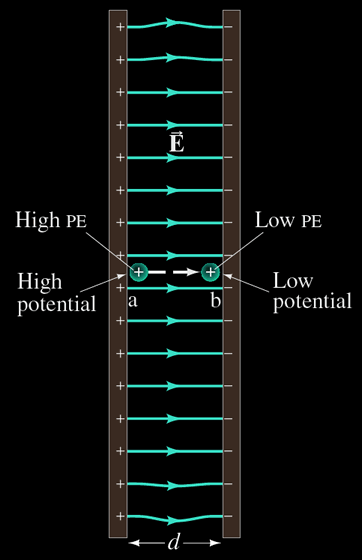 E
High PE
Low PE
High
potential
a
b
Low
potential
d